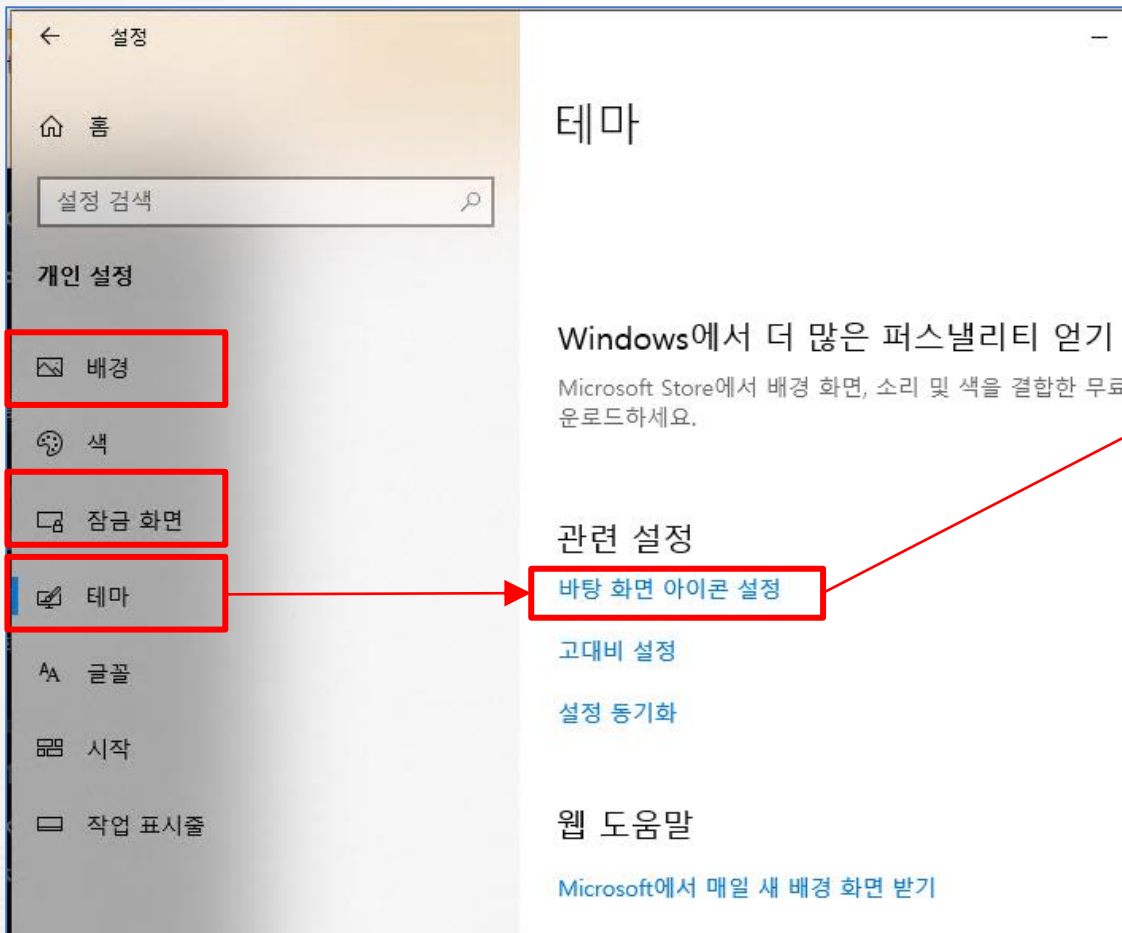 설정
홈
설정 검색
개인 설정
배경
색
잠금 화면
테마
글꼴
시작
작업 표시줄
테마
Windows에서 더 많은 퍼스낼리티 얻기
Microsoft Store에서 배경 화면, 소리 및 색을 결합한 무료
운로드하세요.
관련 설정
바탕 화면 아이콘 설정
고대비 설정
설정 동기화
웹 도움말
Microsoft에서 매일 새 배경 화면 받기